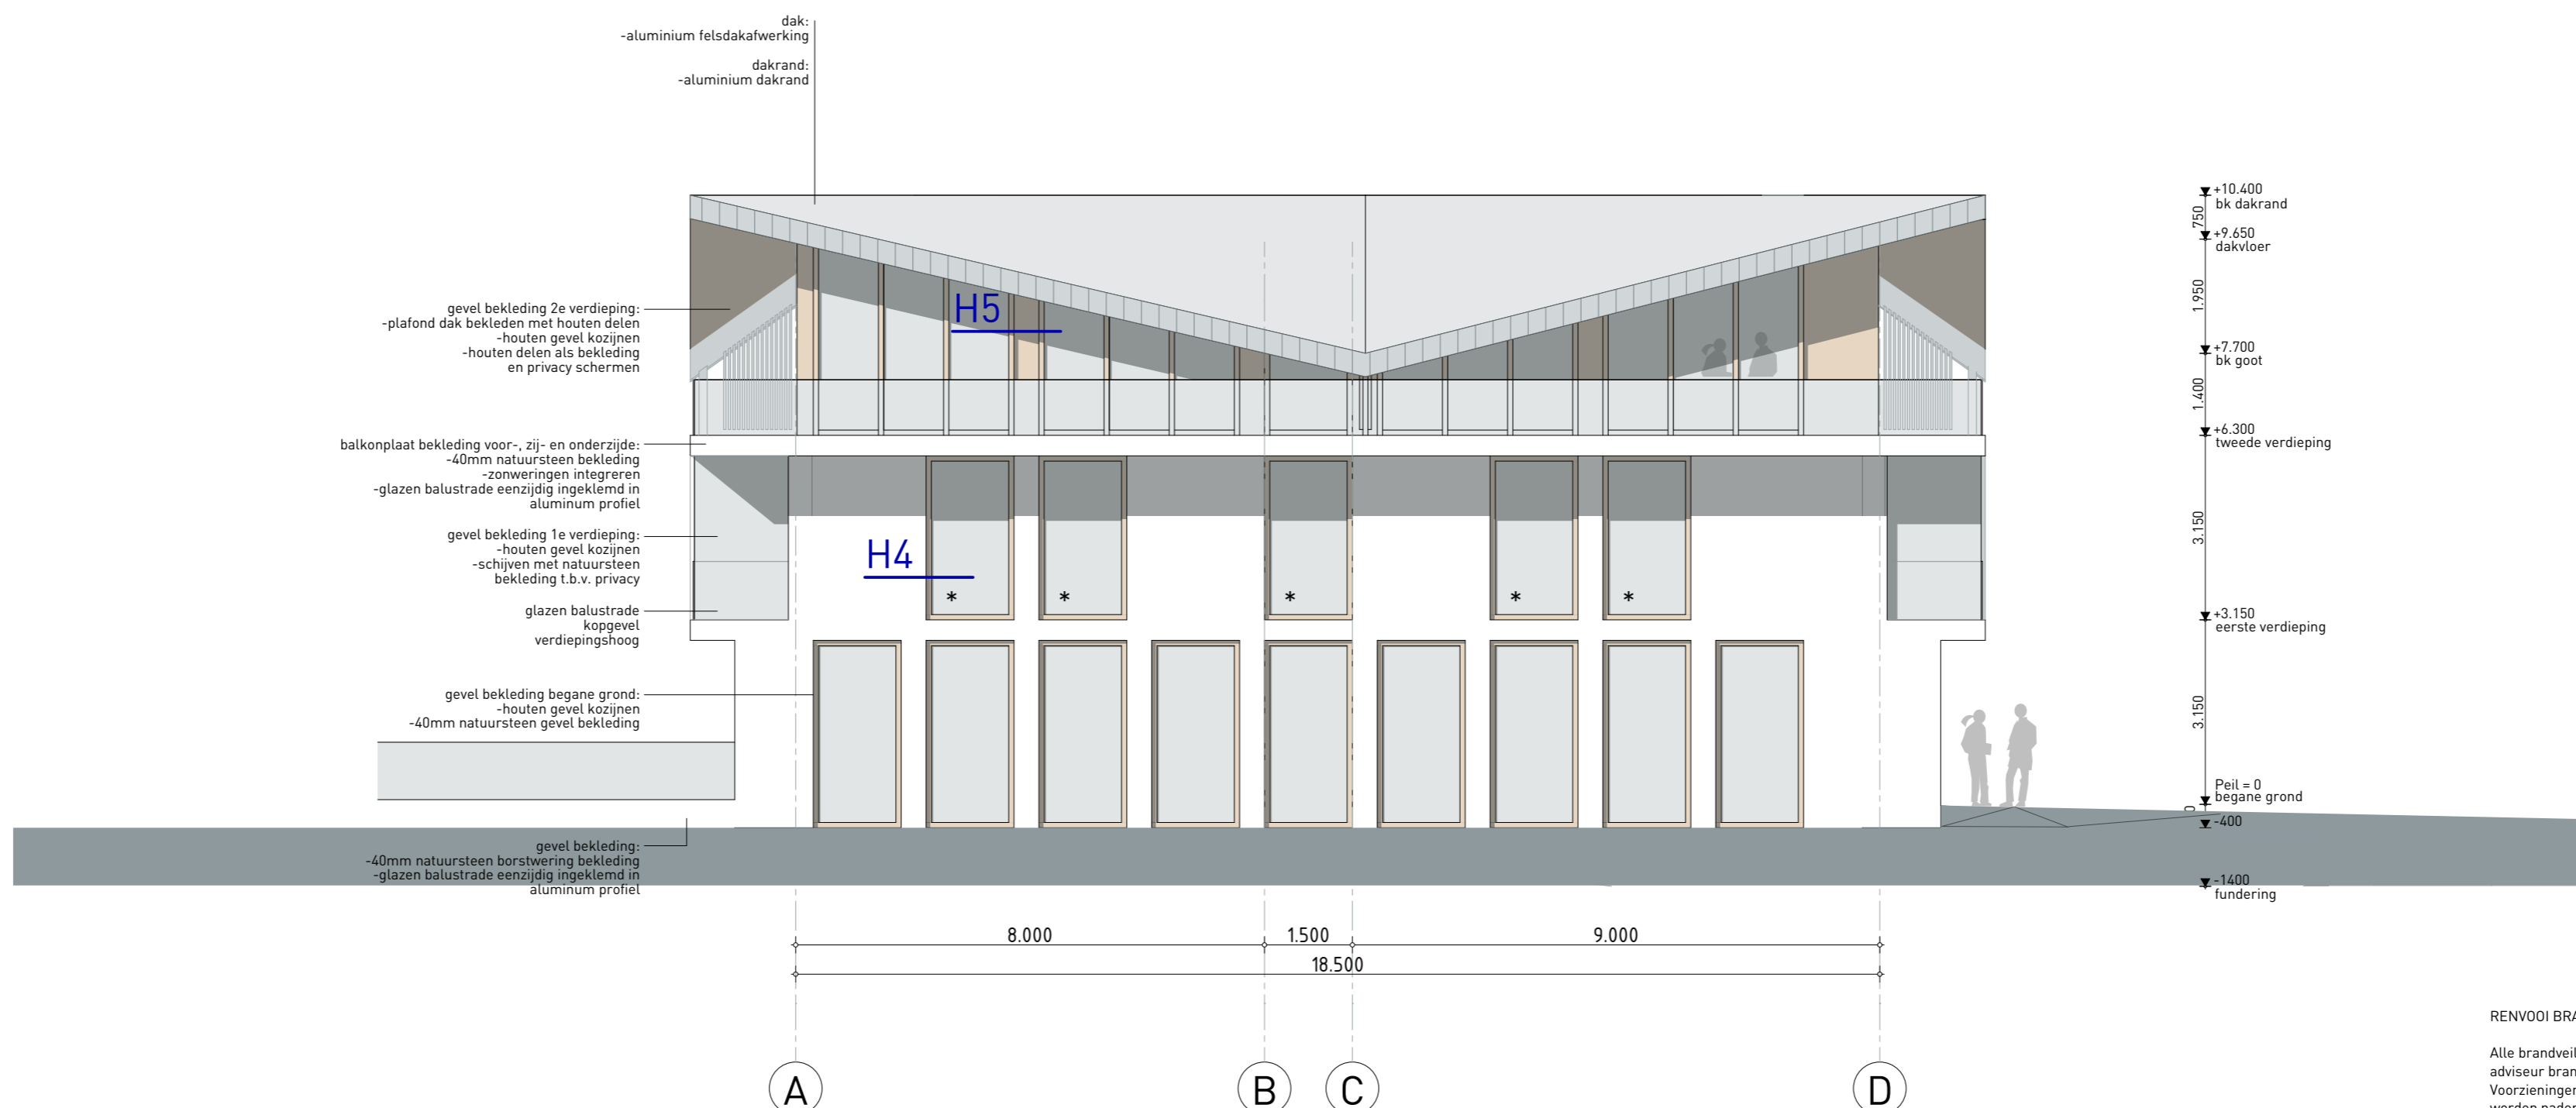 dak:
-aluminium felsdakafwerking
dakrand:
-aluminium dakrand
gevel bekleding 2e verdieping:
-plafond dak bekleden met houten delen
-houten gevel kozijnen
-houten delen als bekleding
en privacy schermen
balkonplaat bekleding voor-, zij- en onderzijde:
-40mm natuursteen bekleding
-zonweringen integreren
-glazen balustrade eenzijdig ingeklemd in
aluminum profiel
gevel bekleding 1e verdieping:
-houten gevel kozijnen
-schijven met natuursteen
bekleding t.b.v. privacy
glazen balustrade
kopgevel
verdiepingshoog
gevel bekleding begane grond:
-houten gevel kozijnen
-40mm natuursteen gevel bekleding
gevel bekleding:
-40mm natuursteen borstwering bekleding
-glazen balustrade eenzijdig ingeklemd in
aluminum profiel
H5
H4
* * * * *
+10.400
bk dakrand
750
+9.650
dakvloer
1.950
+7.700
bk goot
1.400
+6.300
tweede verdieping
3.150
+3.150
eerste verdieping
3.150
Peil = 0
begane grond
0
-400
-1400
fundering
8.000 1.500 9.000
18.500
A B C D
RENVOOI BRA
Alle brandveil
adviseur bran
Voorzieningen